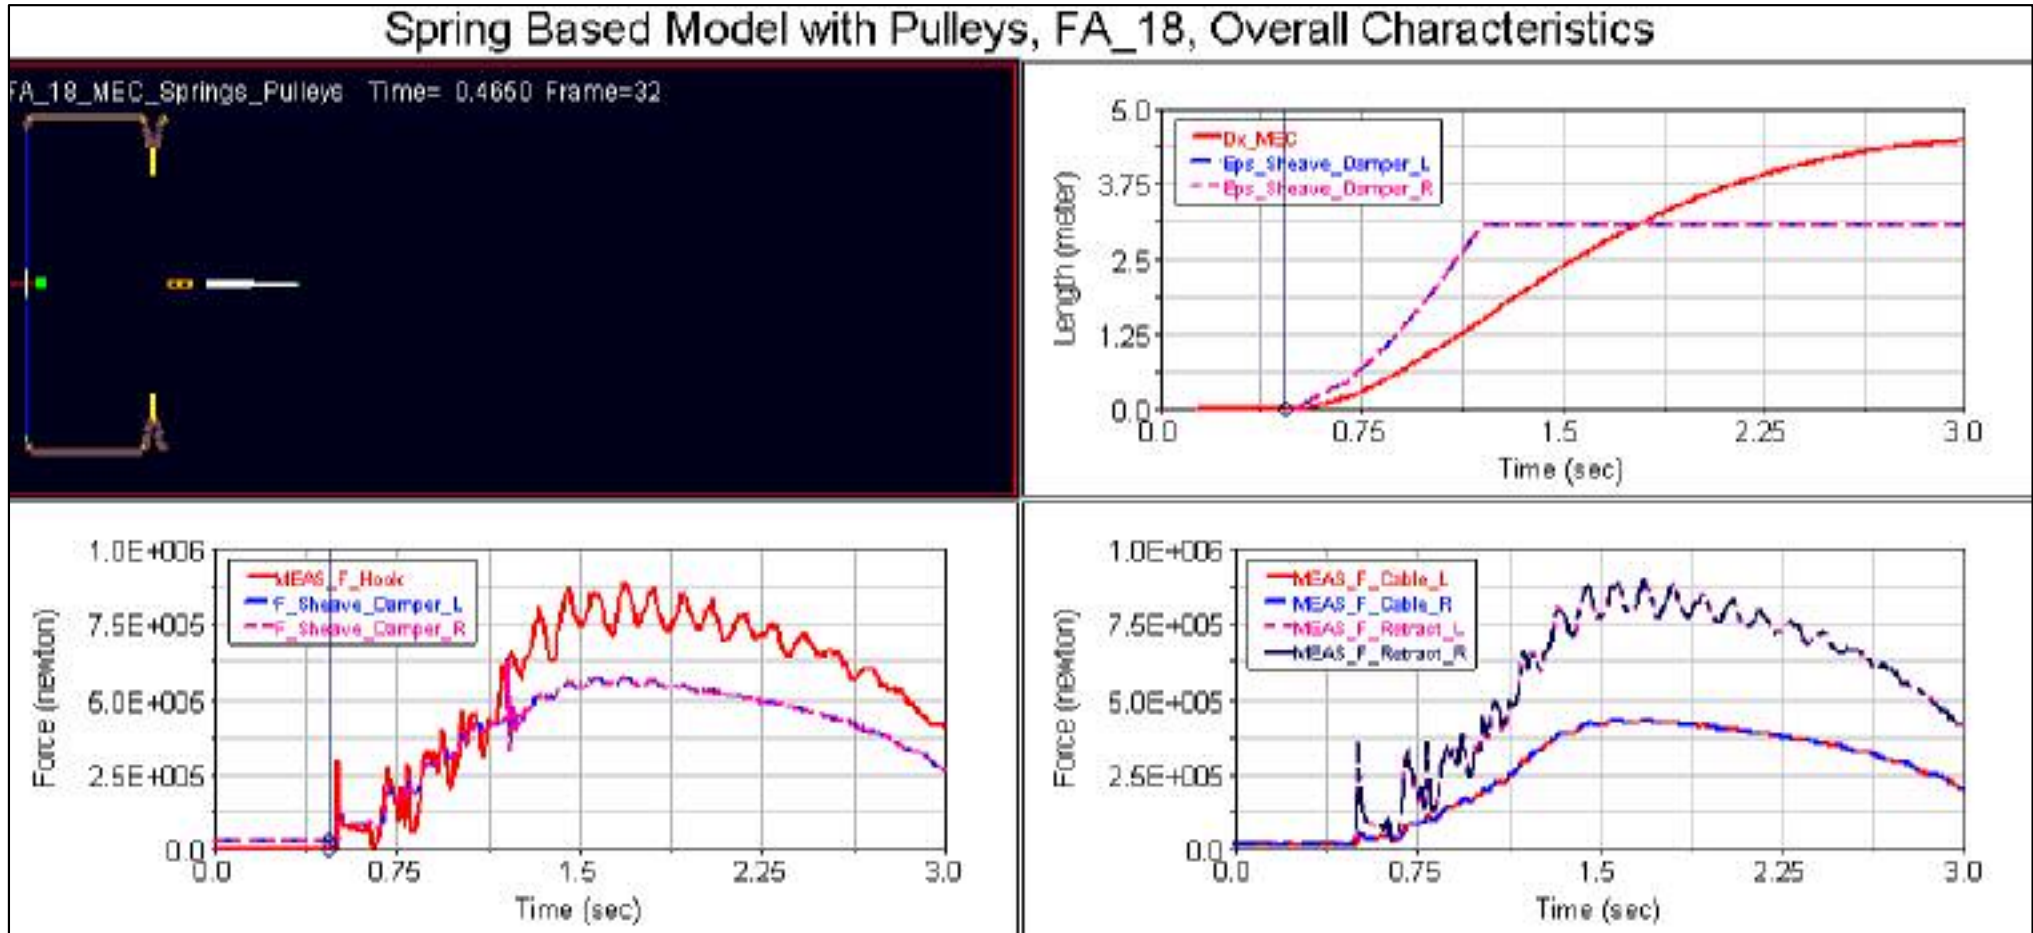 Spring Based Model with Pulleys, FA_18, Overall Characteristics
FA_18_MEC_Springs_Pulleys Time= 0.4650 Frame=32
5.0
3.75
2.5
1.25
0.0
Length (meter)
Dx_MEC
Eps_Sheave_Damper_L
Eps_Sheave_Damper_R
0.0 0.75 1.5 2.25 3.0
Time (sec)
1.0E+006
7.5E+005
5.0E+005
2.5E+005
0.0
Force (newton)
MEAS_F_Hook
F_Sheave_Damper_L
F_Sheave_Damper_R
0.0 0.75 1.5 2.25 3.0
Time (sec)
1.0E+006
7.5E+005
5.0E+005
2.5E+005
0.0
Force (newton)
MEAS_F_Cable_L
MEAS_F_Cable_R
MEAS_F_Retract_L
MEAS_F_Retract_R
0.0 0.75 1.5 2.25 3.0
Time (sec)